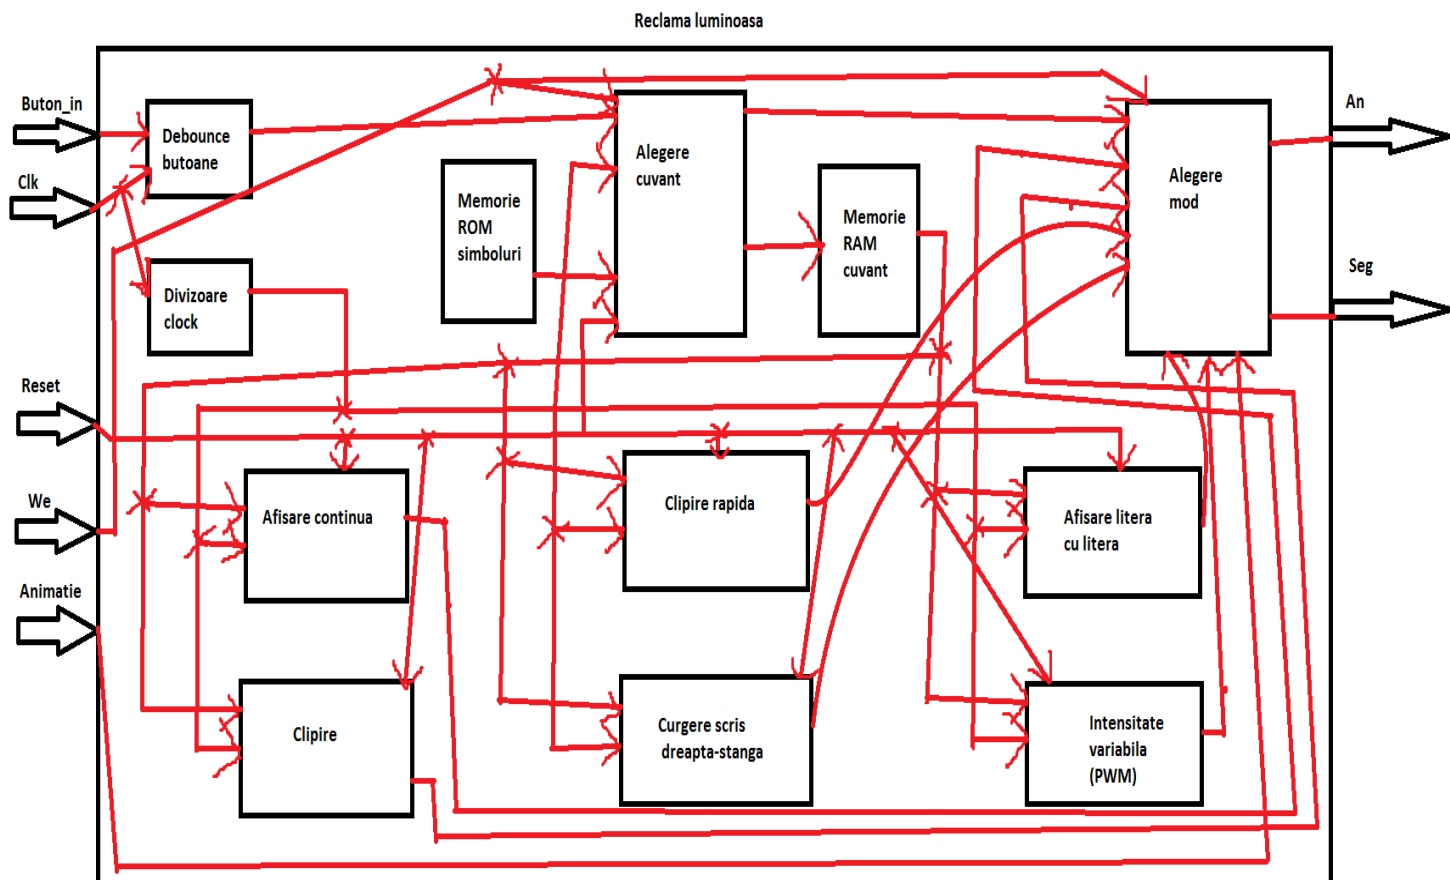 Reclama luminoasa
Buton_in
Clk
Reset
We
Animatie
An
Seg
Debounce
butoane
Divizoare
clock
Memorie
ROM
simboluri
Alegere
cuvant
Memorie
RAM
cuvant
Alegere
mod
Afisare continua
Clipire rapida
Afisare litera
cu litera
Clipire
Curgere scris
dreapta-stanga
Intensitate
variabila
(PWM)